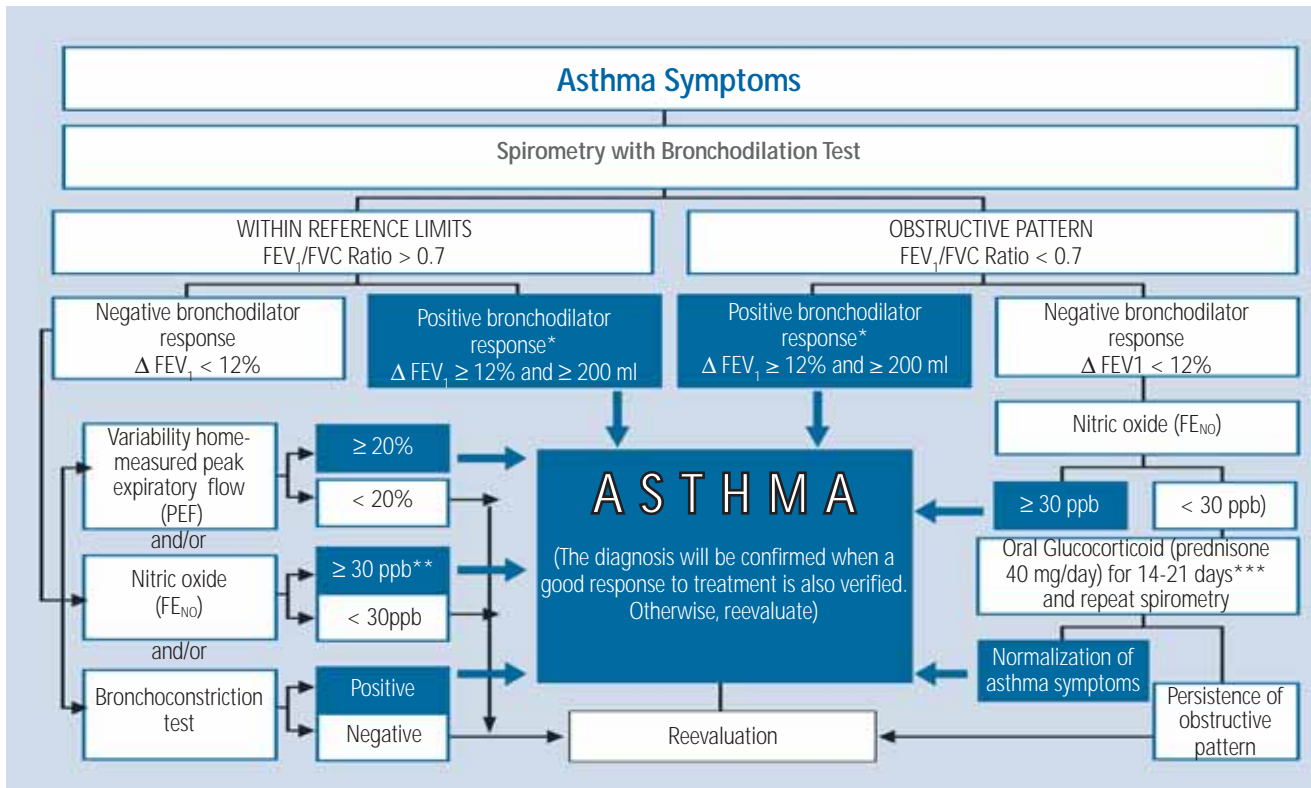 Asthma Symptoms
Spirometry with Bronchodilation Test
WITHIN REFERENCE LIMITS
FEV₁/FVC Ratio > 0.7
OBSTRUCTIVE PATTERN
FEV₁/FVC Ratio < 0.7
Negative bronchodilator
response
Δ FEV₁ < 12%
Positive bronchodilator
response*
Δ FEV₁ ≥ 12% and ≥ 200 ml
Positive bronchodilator
response*
Δ FEV₁ ≥ 12% and ≥ 200 ml
Negative bronchodilator
response
Δ FEV1 < 12%
Variability home-
measured peak
expiratory flow
(PEF)
≥ 20%
< 20%
and/or
Nitric oxide
(FENO)
≥ 30 ppb**
< 30ppb
and/or
Bronchoconstriction
test
Positive
Negative
ASTHMA
(The diagnosis will be confirmed when a
good response to treatment is also verified.
Otherwise, reevaluate)
Reevaluation
Nitric oxide (FENO)
≥ 30 ppb
< 30 ppb)
Oral Glucocorticoid (prednisone
40 mg/day) for 14-21 days***
and repeat spirometry
Normalization of
asthma symptoms
Persistence of
obstructive
pattern